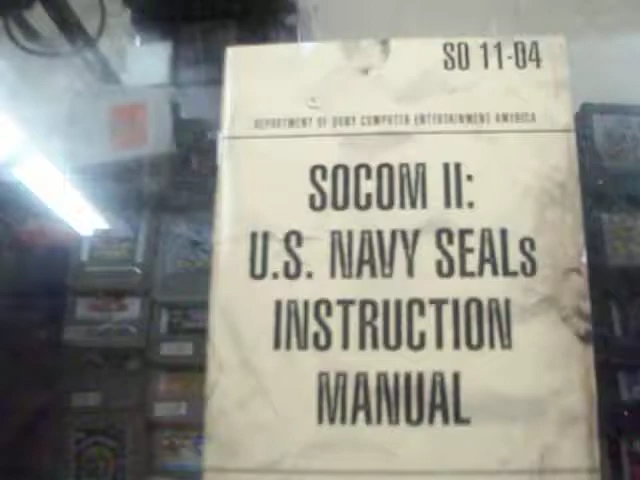 SO 11-04
DEPARTMENT OF SONY COMPUTER ENTERTAINMENT AMERICA
SOCOM II:
U.S. NAVY SEALs
INSTRUCTION
MANUAL